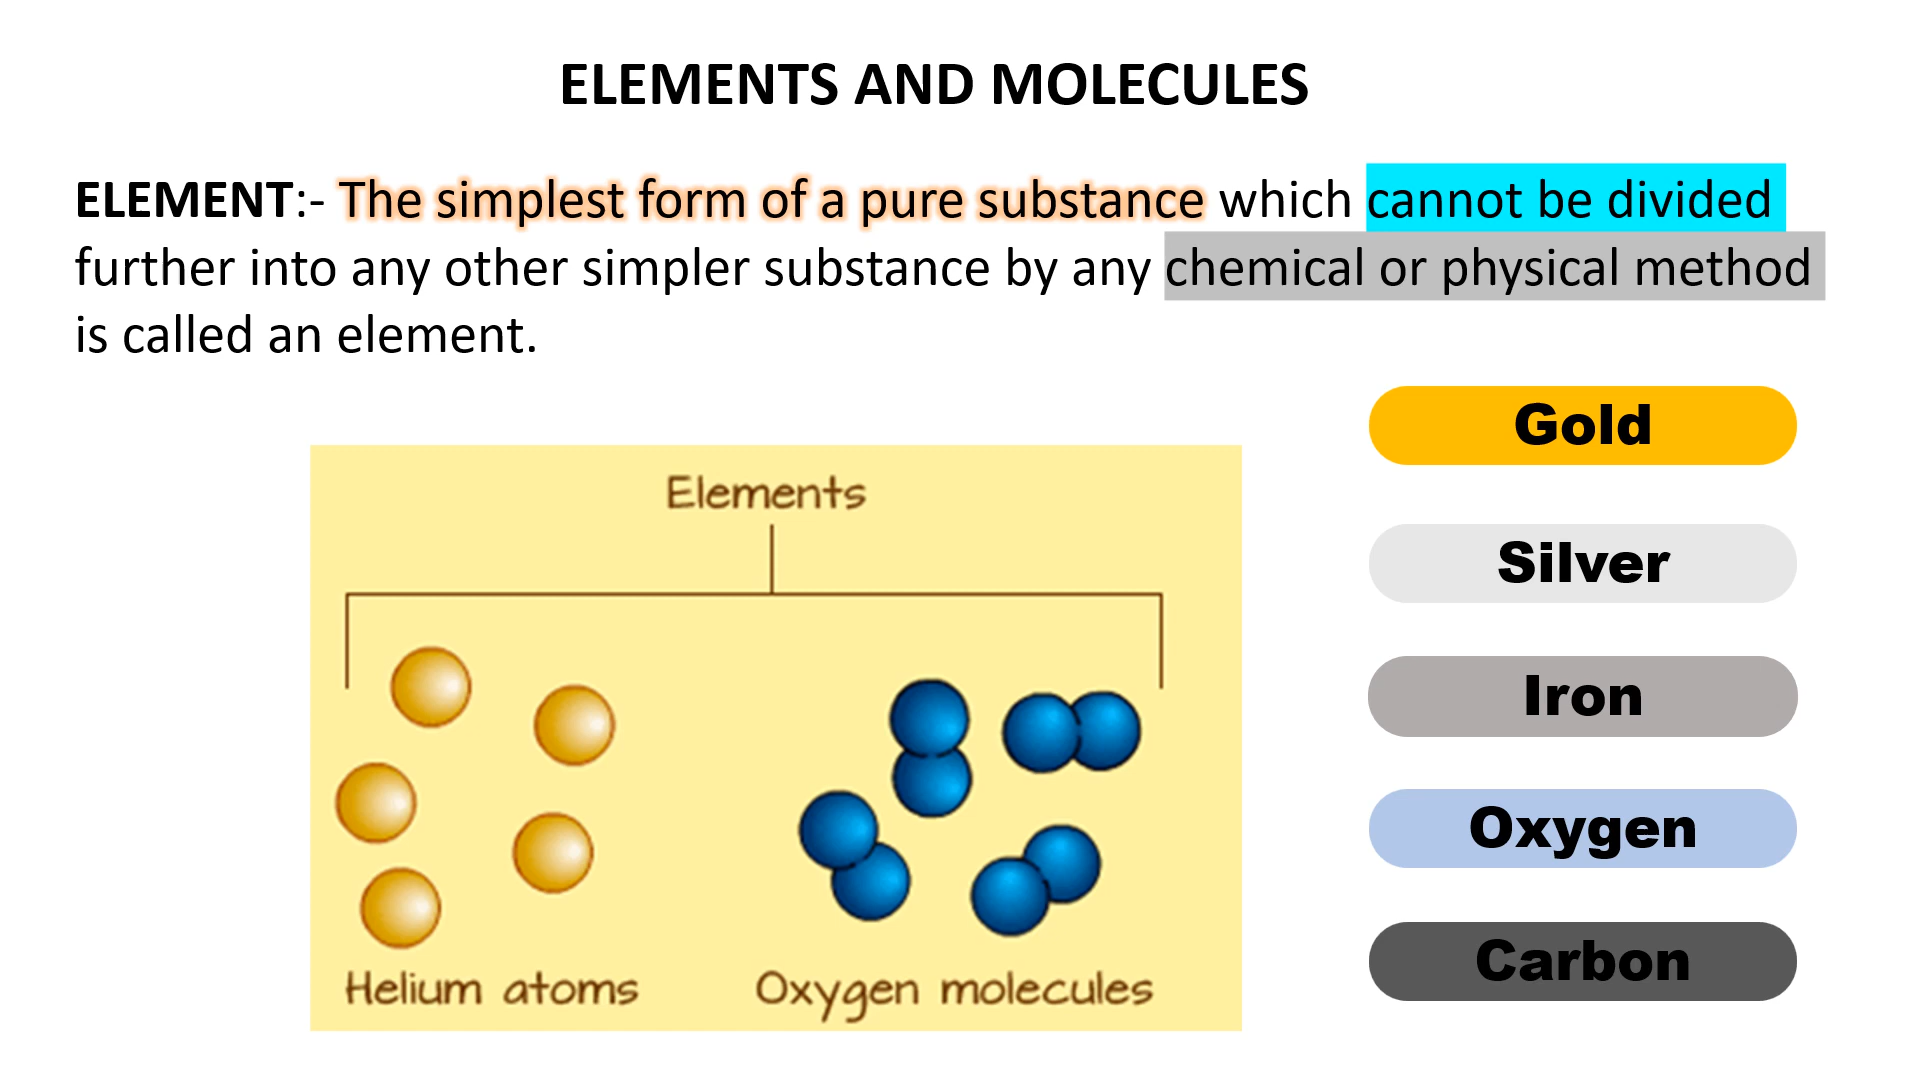 ELEMENTS AND MOLECULES
ELEMENT:- The simplest form of a pure substance which cannot be divided
further into any other simpler substance by any chemical or physical method
is called an element.
Elements
Helium atoms
Oxygen molecules
Gold
Silver
Iron
Oxygen
Carbon